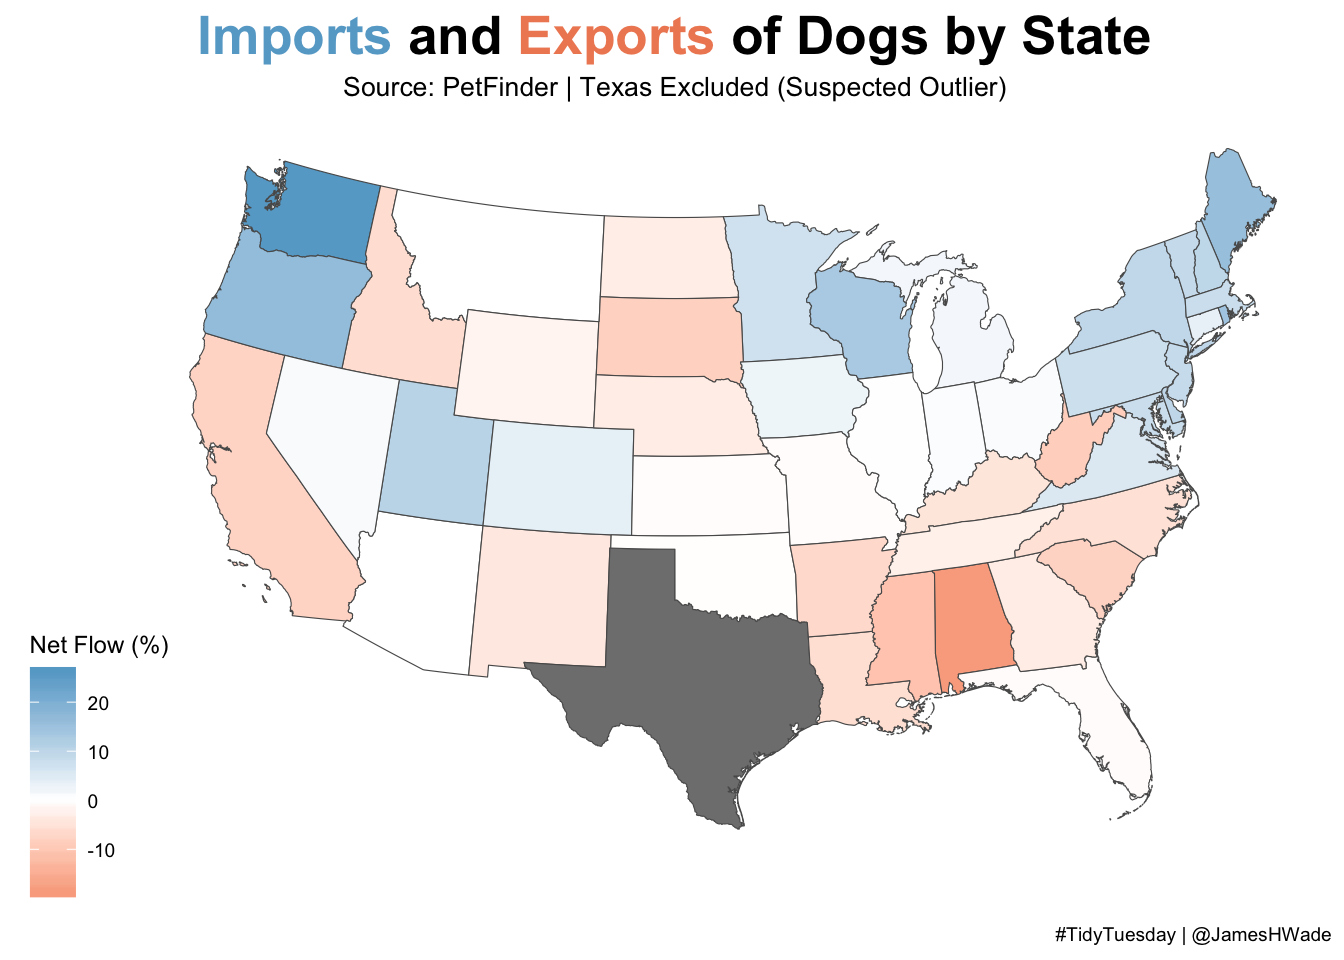 Imports and Exports of Dogs by State
Source: PetFinder | Texas Excluded (Suspected Outlier)
Net Flow (%)
20
10
0
-10
#TidyTuesday | @JamesHWade